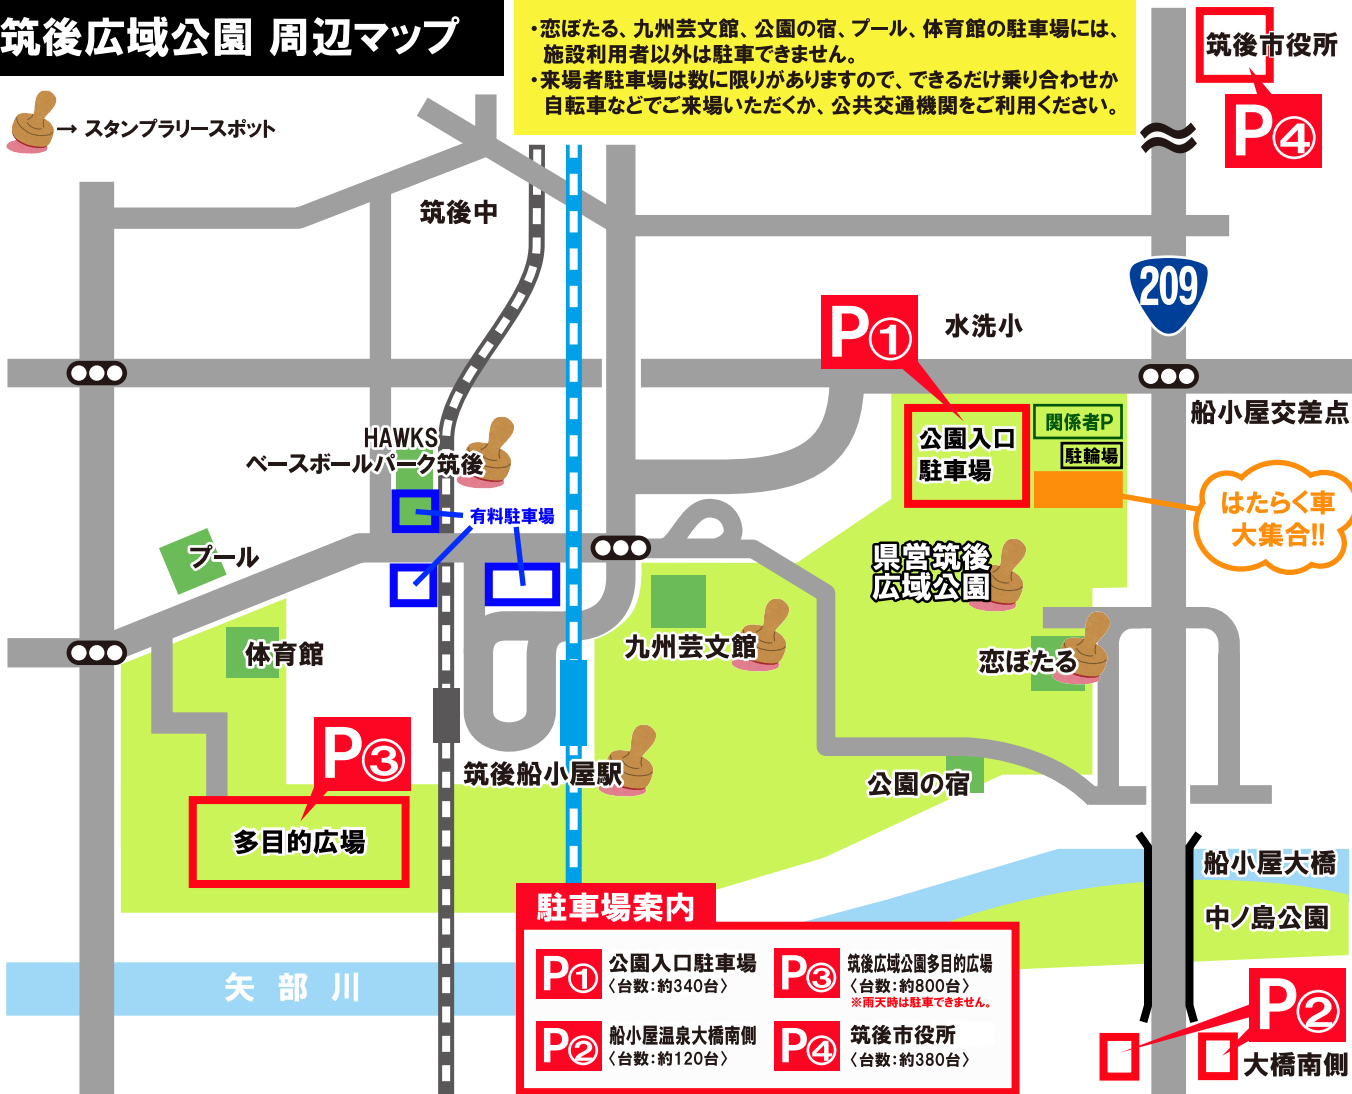 筑後広域公園 周辺マップ
・恋ぼたる、九州芸文館、公園の宿、プール、体育館の駐車場には、
施設利用者以外は駐車できません。
・来場者駐車場は数に限りがありますので、できるだけ乗り合わせか
自転車などでご来場いただくか、公共交通機関をご利用ください。
筑後市役所
P④
→ スタンプラリースポット
筑後中
209
P①
水洗小
船小屋交差点
公園入口
駐車場
関係者P
駐輪場
はたらく車
大集合!!
HAWKS
ベースボールパーク筑後
有料駐車場
プール
県営筑後
広域公園
体育館
九州芸文館
恋ぼたる
P③
筑後船小屋駅
公園の宿
多目的広場
船小屋大橋
中ノ島公園
矢部川
P②
大橋南側
駐車場案内
P① 公園入口駐車場
〈台数：約340台〉
P③ 筑後広域公園多目的広場
〈台数：約800台〉
※雨天時は駐車できません。
P② 船小屋温泉大橋南側
〈台数：約120台〉
P④ 筑後市役所
〈台数：約380台〉